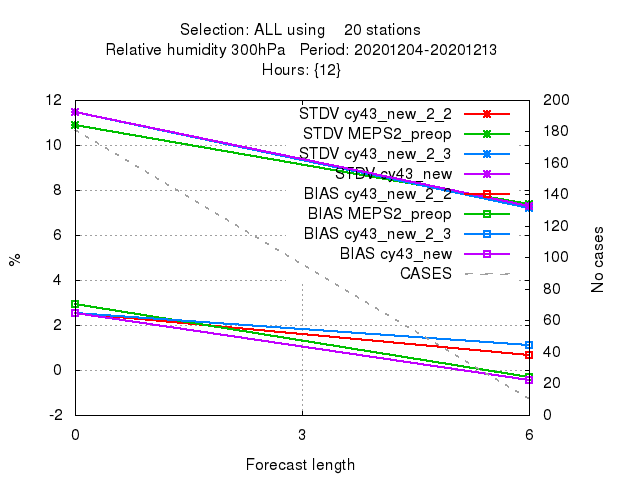 Selection: ALL using 20 stations
Relative humidity 300hPa Period: 20201204-20201213
Hours: {12}
12 200
STDV cy43_new_2_2
180
STDV MEPS2_preop
10
STDV cy43_new_2_3
160
STDV cy43_new
8
BIAS cy43_new_2_2
140
BIAS MEPS2_preop
120
BIAS cy43_new_2_3
6
BIAS cy43_new
100
CASES
4
80
2
60
40
0
20
-2 0
0 3 6
Forecast length
%
No cases